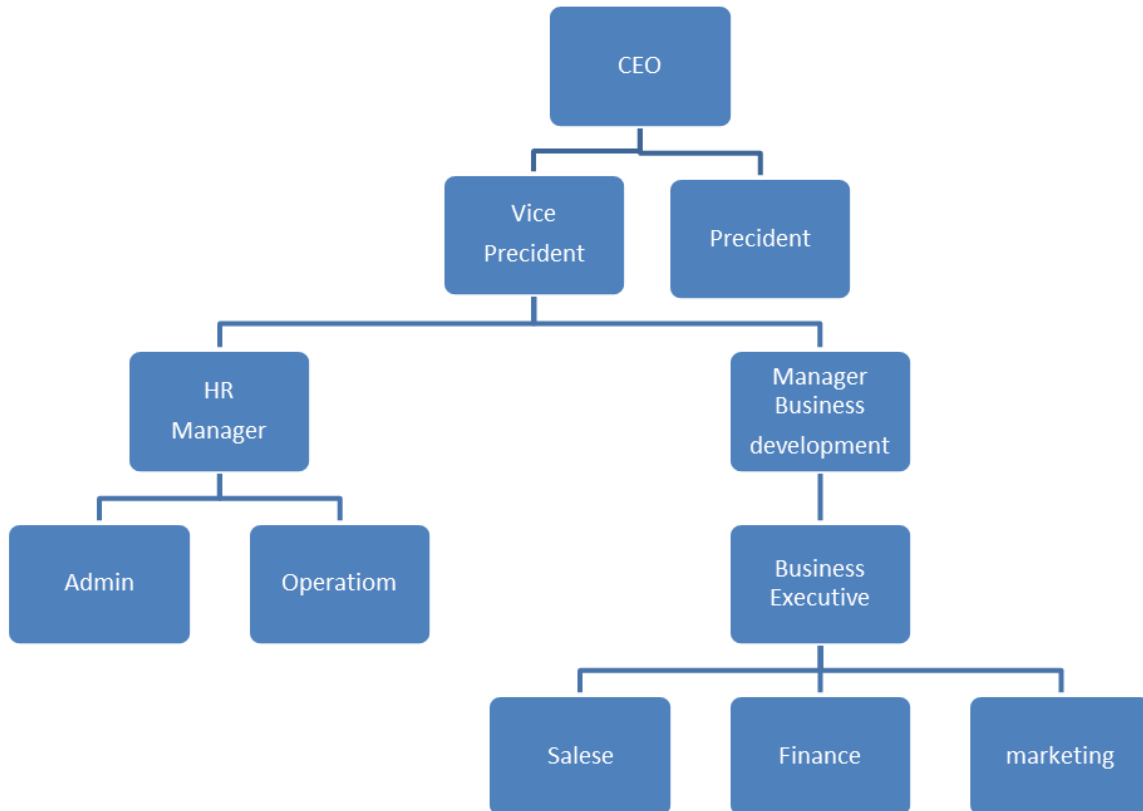 CEO
Vice
Precident
Precident
HR
Manager
Manager
Business
development
Admin
Operatiom
Business
Executive
Salese
Finance
marketing